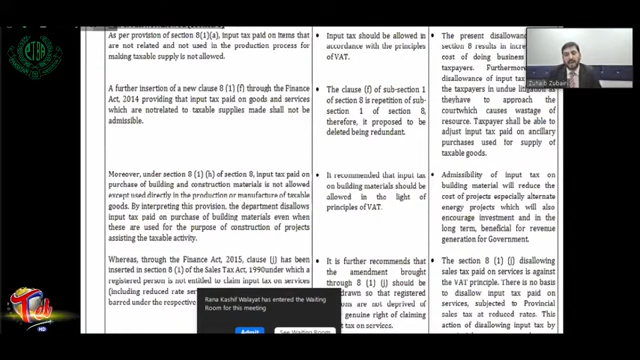 As per provision of section 8(1)(a), input tax paid on items that
are not related and not used in the production process for
making taxable supply is not allowed.
A further insertion of a new clause 8 (1) (f) through the Finance
Act, 2014 providing that input tax paid on goods and services
which are notrelated to taxable supplies made shall not be
admissible.
Moreover, under section 8 (1) (h) of section 8, input tax paid on
purchase of building and construction materials is not allowed
except used directly in the production or manufacture of taxable
goods. By interpreting this provision, the department disallows
input tax paid on purchase of building materials even when these
are used for the purpose of construction of projects
assisting the taxable activity.
Whereas, through the Finance Act, 2015, clause (j) has been
inserted in section 8(1) of the Sales Tax Act, 1990under which a
registered person is not entitled to claim input tax on services
(including reduced rate
barred under the respective
Input tax should be allowed in
accordance with the principles
of VAT.
The clause (f) of sub-section 1
of section 8 is repetition of sub-
section 1 of section 8,
therefore, it proposed to be
deleted being redundant.
It recommended that input tax
on building materials should be
allowed in the light of
principles of VAT.
It is further recommends that
the amendment brought
through 8(1) (j) should be
drawn so that registered
are not deprived of
genuine right of claiming
tax on services.
The present disallowance
section 8 results in
cost of doing business
taxpayers. Furthermore
disallowance of input tax
the taxpayers in undue litigation as
theyhave to approach the
courtwhich causes wastage of
resource. Taxpayer shall be able to
adjust input tax paid on ancillary
purchases used for supply of
taxable goods.
Admissibility of input tax on
building material will reduce the
cost of projects especially alternate
energy projects which will also
encourage investment and in
the long term, beneficial for
revenue generation for Government.
The section 8 (1) (j) disallowing
sales tax paid on services is against
the VAT principle. There is no basis
to disallow input tax paid on services,
subjected to Provincial
sales tax at reduced rates. This
action of disallowing input tax by
Rana Kashif Walayat has entered the Waiting
Room for this meeting
Admit
See Waiting Room
Zubair
PTBA
HD